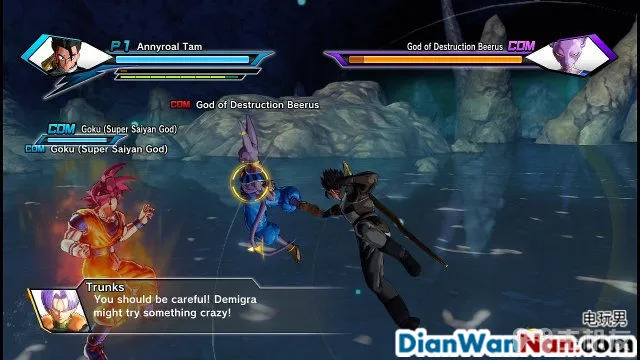 P1 Annyroal Tam
God of Destruction Beerus COM
COM God of Destruction Beerus
COM Goku (Super Saiyan God)
COM Goku (Super Saiyan God)
Trunks
You should be careful! Demigra
might try something crazy!
电玩男
DianWanNan.com